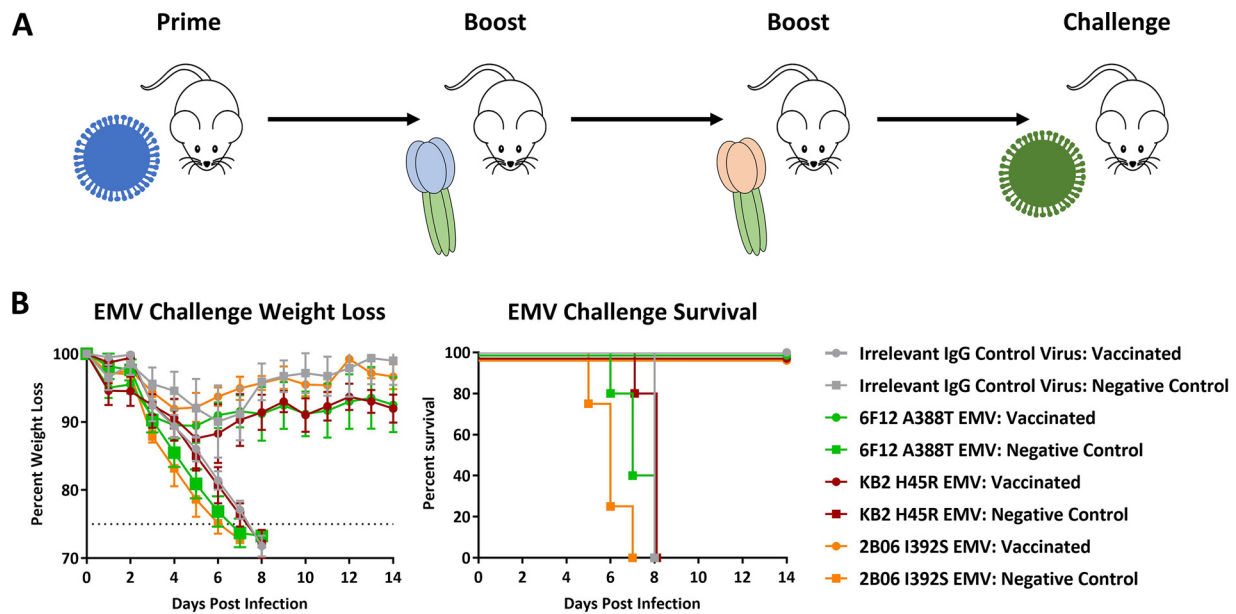 A
Prime
Boost
Boost
Challenge
B
EMV Challenge Weight Loss
Percent Weight Loss
100
90
80
70
0
2
4
6
8
10
12
14
Days Post Infection
EMV Challenge Survival
Percent survival
100
80
60
40
20
0
0
2
4
6
8
10
12
14
Days Post Infection
Irrelevant IgG Control Virus: Vaccinated
Irrelevant IgG Control Virus: Negative Control
6F12 A388T EMV: Vaccinated
6F12 A388T EMV: Negative Control
KB2 H45R EMV: Vaccinated
KB2 H45R EMV: Negative Control
2B06 I392S EMV: Vaccinated
2B06 I392S EMV: Negative Control